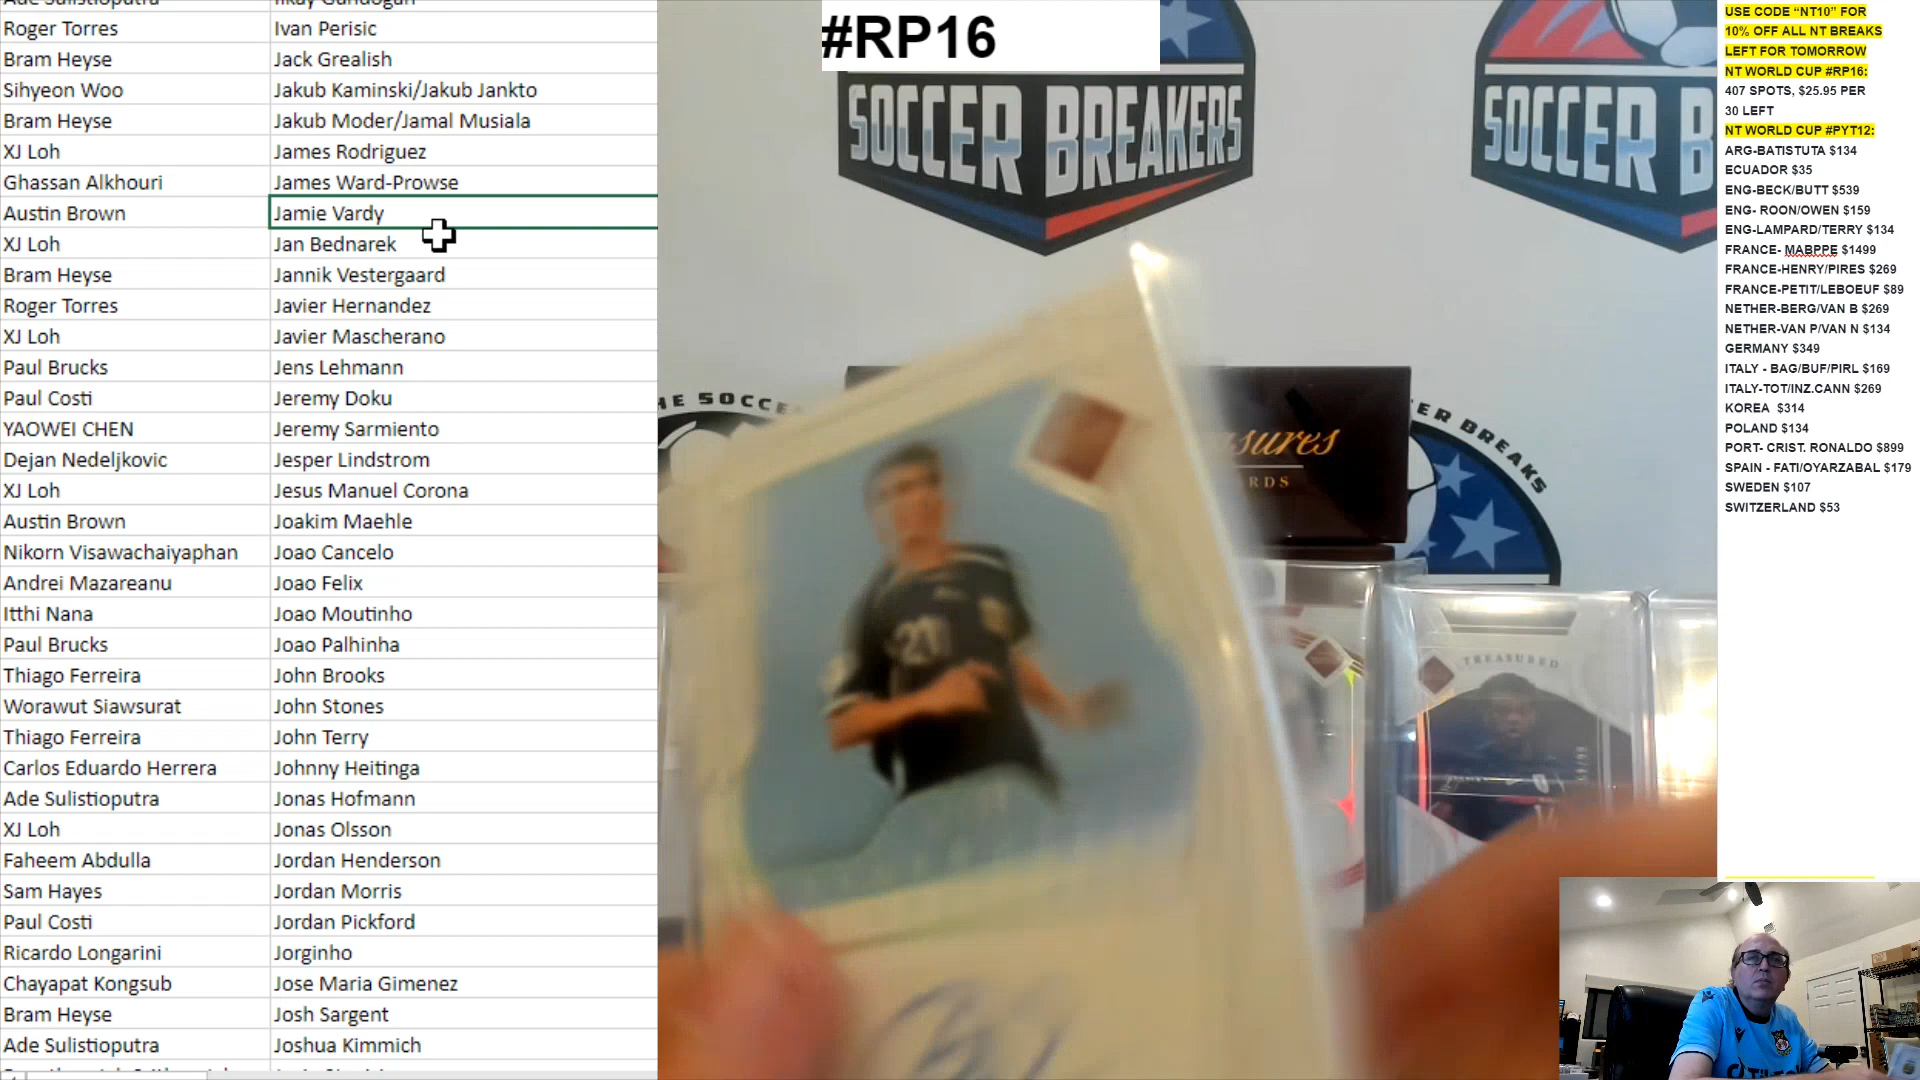 Roger Torres Ivan Perisic
Bram Heyse Jack Grealish
Sihyeon Woo Jakub Kaminski/Jakub Jankto
Bram Heyse Jakub Moder/Jamal Musiala
XJ Loh James Rodriguez
Ghassan Alkhouri James Ward-Prowse
Austin Brown Jamie Vardy
XJ Loh Jan Bednarek
Bram Heyse Jannik Vestergaard
Roger Torres Javier Hernandez
XJ Loh Javier Mascherano
Paul Brucks Jens Lehmann
Paul Costi Jeremy Doku
YAOWEI CHEN Jeremy Sarmiento
Dejan Nedeljkovic Jesper Lindstrom
XJ Loh Jesus Manuel Corona
Austin Brown Joakim Maehle
Nikorn Visawachaiyaphan Joao Cancelo
Andrei Mazareanu Joao Felix
Itthi Nana Joao Moutinho
Paul Brucks Joao Palhinha
Thiago Ferreira John Brooks
Worawut Siawsurat John Stones
Thiago Ferreira John Terry
Carlos Eduardo Herrera Johnny Heitinga
Ade Sulistioputra Jonas Hofmann
XJ Loh Jonas Olsson
Faheem Abdulla Jordan Henderson
Sam Hayes Jordan Morris
Paul Costi Jordan Pickford
Ricardo Longarini Jorginho
Chayapat Kongsub Jose Maria Gimenez
Bram Heyse Josh Sargent
Ade Sulistioputra Joshua Kimmich
#RP16
SOCCER BREAKERS
SOCCER B
HE SOCCE
ER BREAKS
asures
RDS
TREASURED
20
USE CODE “NT10” FOR
10% OFF ALL NT BREAKS
LEFT FOR TOMORROW
NT WORLD CUP #RP16:
407 SPOTS, $25.95 PER
30 LEFT
NT WORLD CUP #PYT12:
ARG-BATISTUTA $134
ECUADOR $35
ENG-BECK/BUTT $539
ENG- ROON/OWEN $159
ENG-LAMPARD/TERRY $134
FRANCE- MABPPE $1499
FRANCE-HENRY/PIRES $269
FRANCE-PETIT/LEBOEUF $89
NETHER-BERG/VAN B $269
NETHER-VAN P/VAN N $134
GERMANY $349
ITALY - BAG/BUF/PIRL $169
ITALY-TOT/INZ.CANN $269
KOREA $314
POLAND $134
PORT- CRIST. RONALDO $899
SPAIN - FATI/OYARZABAL $179
SWEDEN $107
SWITZERLAND $53